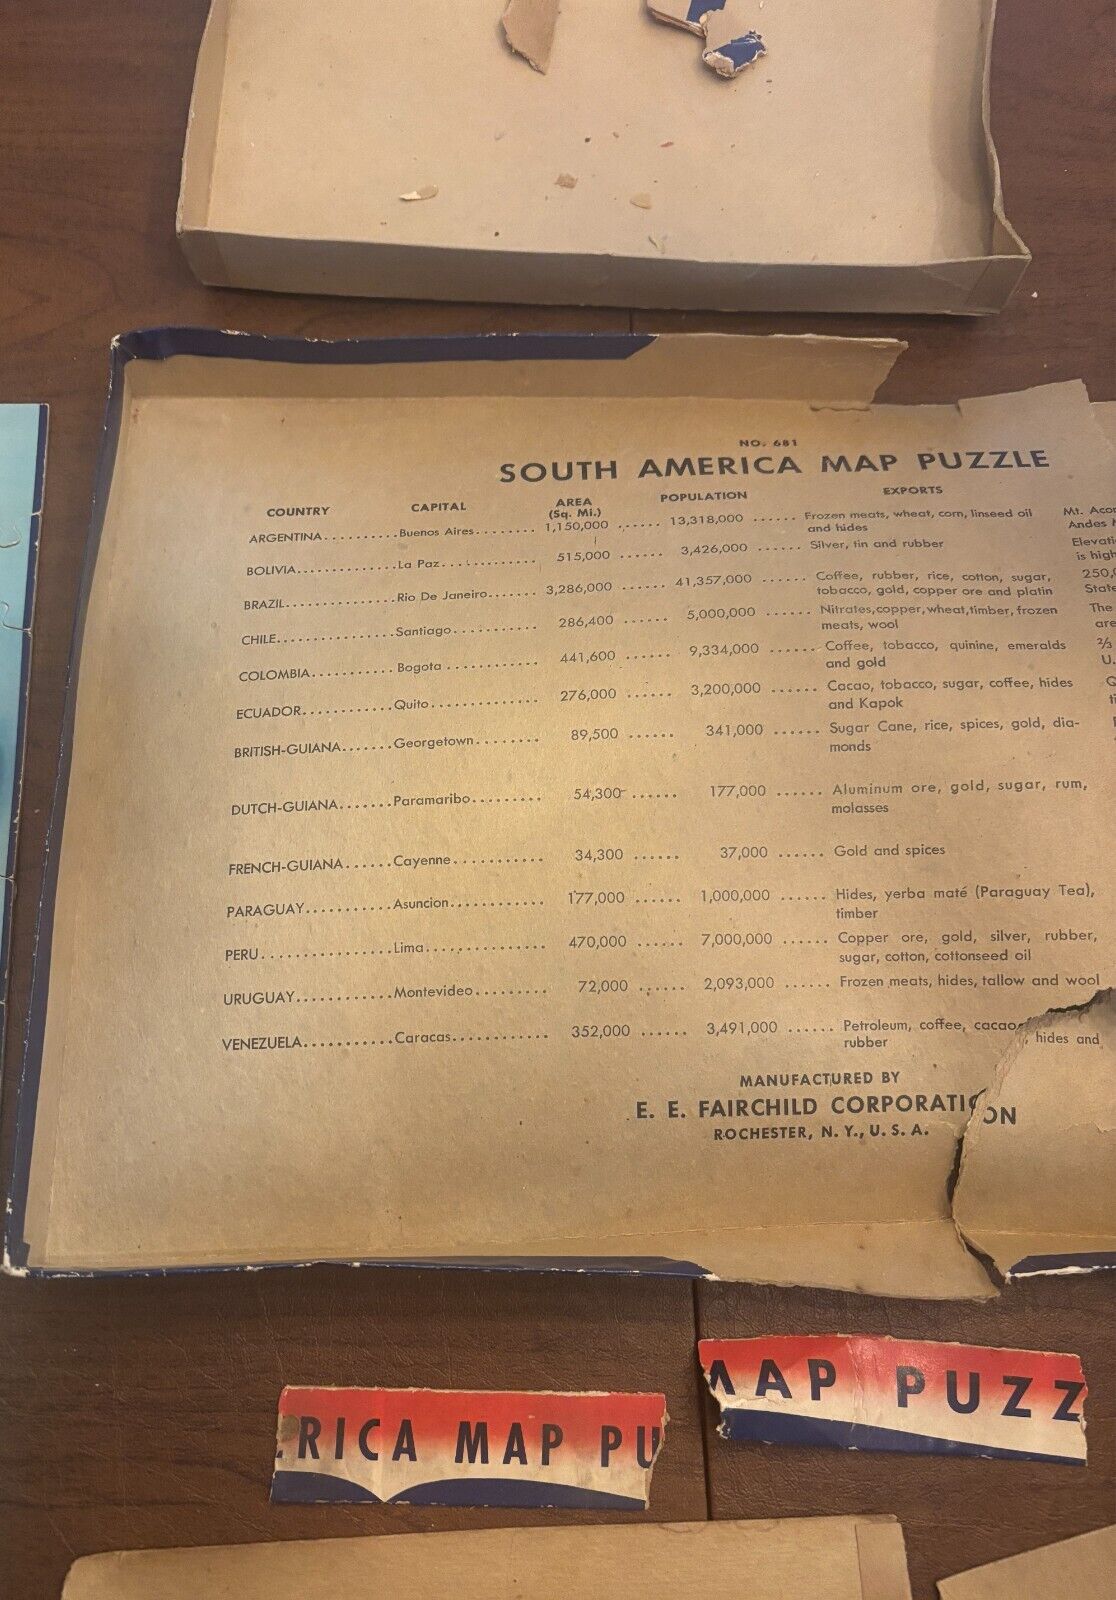 NO. 681
SOUTH AMERICA MAP PUZZLE
COUNTRY CAPITAL AREA (Sq. Mi.) POPULATION EXPORTS
ARGENTINA..........Buenos Aires........ 1,150,000 ...... 13,318,000 ...... Frozen meats, wheat, corn, linseed oil
and hides
Mt.
Andes
BOLIVIA..............La Paz............ 515,000 ...... 3,426,000 ...... Silver, tin and rubber
is high
BRAZIL...............Rio De Janeiro....... 3,286,000 ...... 41,357,000 ...... Coffee, rubber, rice, cotton, sugar,
tobacco, gold, copper ore and platin
CHILE................Santiago............ 286,400 ...... 5,000,000 ...... Nitrates, copper, wheat, timber, frozen
meats, wool
The
are
COLOMBIA............Bogota............ 441,600 ...... 9,334,000 ...... Coffee, tobacco, quinine, emeralds
and gold
⅔
U.
ECUADOR............Quito.............. 276,000 ...... 3,200,000 ...... Cacao, tobacco, sugar, coffee, hides
and Kapok
BRITISH-GUIANA.......Georgetown........ 89,500 ...... 341,000 ...... Sugar Cane, rice, spices, gold, dia-
monds
DUTCH-GUIANA.......Paramaribo......... 54,300 ...... 177,000 ...... Aluminum ore, gold, sugar, rum,
molasses
FRENCH-GUIANA......Cayenne........... 34,300 ...... 37,000 ...... Gold and spices
PARAGUAY............Asuncion............ 177,000 ...... 1,000,000 ...... Hides, yerba maté (Paraguay Tea),
timber
PERU.................Lima............... 470,000 ...... 7,000,000 ...... Copper ore, gold, silver, rubber,
sugar, cotton, cottonseed oil
URUGUAY.............Montevideo......... 72,000 ...... 2,093,000 ...... Frozen meats, hides, tallow and wool
VENEZUELA............Caracas............ 352,000 ...... 3,491,000 ...... Petroleum, coffee, cacao, hides and
rubber
MANUFACTURED BY
E. E. FAIRCHILD CORPORATION
ROCHESTER, N. Y., U. S. A.
MAP PUZZ
RICA MAP PU